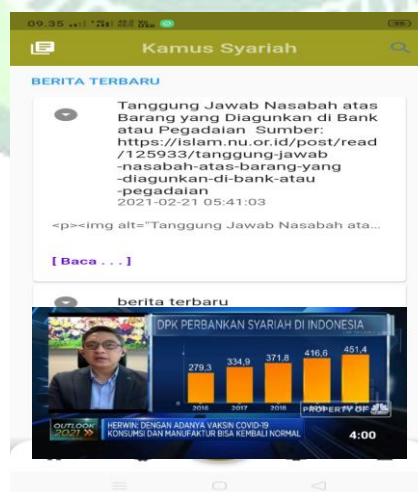 09.35
Kamus Syariah
BERITA TERBARU
Tanggung Jawab Nasabah atas
Barang yang Diagunkan di Bank
atau Pegadaian Sumber:
https://islam.nu.or.id/post/read
/125933/tanggung-jawab
-nasabah-atas-barang-yang
-diagunkan-di-bank-atau
-pegadaian
2021-02-21 05:41:03
<p><img alt="Tanggung Jawab Nasabah ata...
[ Baca . . . ]
berita terbaru
DPK PERBANKAN SYARIAH DI INDONESIA
279,3
334,9
371,8
416,6
451,4
2016
2017
2018
PROPERTY OF
OUTLOOK
2021
HERWIN: DENGAN ADANYA VAKSIN COVID-19
KONSUMSI DAN MANUFAKTUR BISA KEMBALI NORMAL
4:00